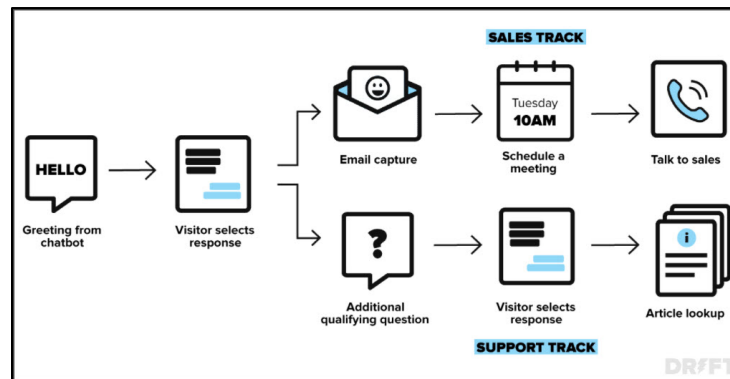 SALES TRACK
HELLO
Greeting from
chatbot
Visitor selects
response
Email capture
Tuesday
10AM
Schedule a
meeting
Talk to sales
?
Additional
qualifying question
Visitor selects
response
i
Article lookup
SUPPORT TRACK
DRIFT